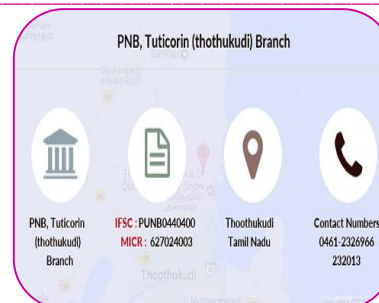 PNB, Tuticorin (thothukudi) Branch
PNB, Tuticorin
(thothukudi)
Branch
IFSC : PUNB0440400
MICR : 627024003
Thoothukudi
Tamil Nadu
Contact Numbers
0461-2326966
232013
Thoothukudi